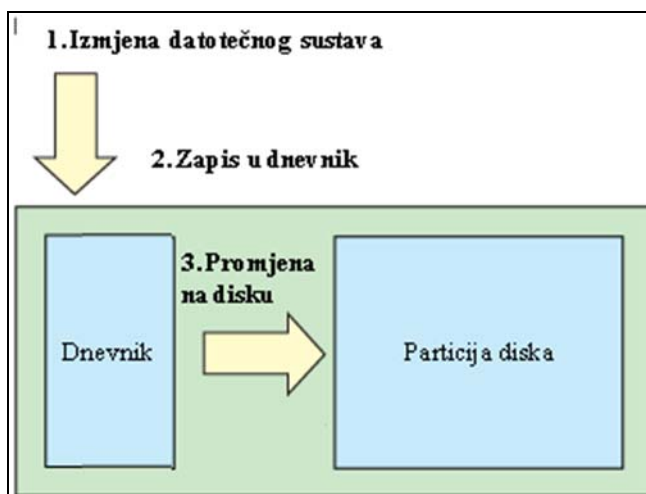 1.Izmjena datotečnog sustava
2.Zapis u dnevnik
3.Promjena
na disku
Dnevnik
Particija diska